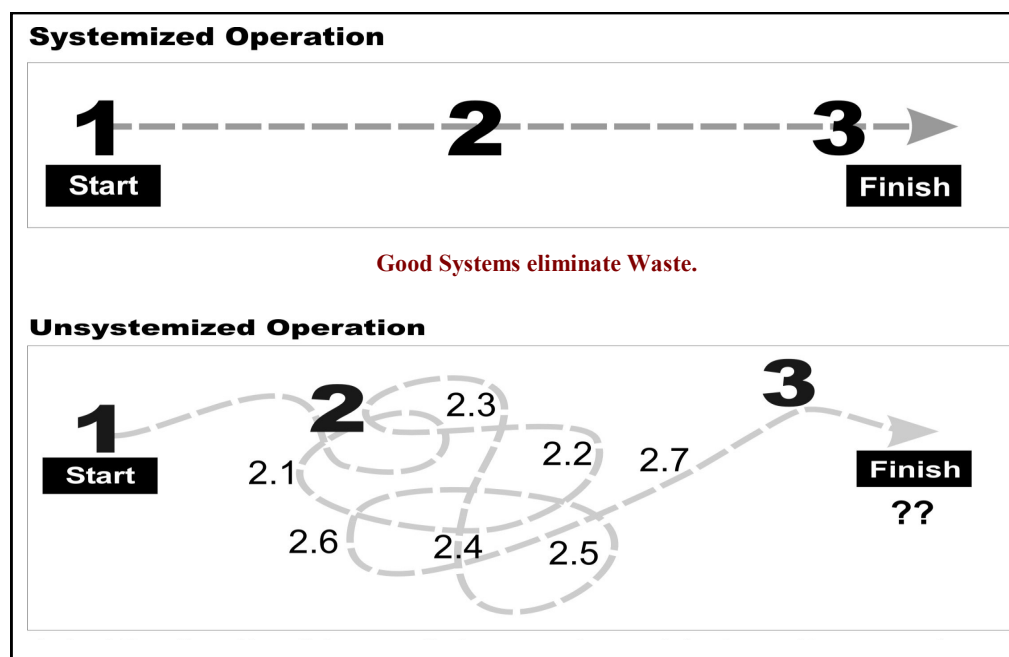 Systemized Operation
1 2 3
Start Finish
Good Systems eliminate Waste.
Unsystemized Operation
1 2 2.3 3
2.1 2.2 2.7
Start Finish
2.6 2.4 2.5 ??